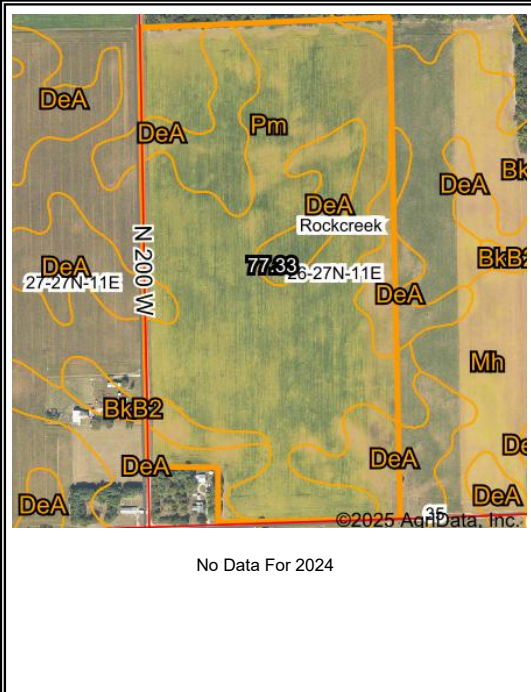 DeA
DeA
Pm
Bk
DeA
DeA
Rockcreek
N 200 W
DeA
27-27N-11E
77.33
26-27N-11E
BkB2
DeA
Mh
BkB2
DeA
DeA
De
DeA
DeA
35
©2025 AgriData, Inc.
No Data For 2024